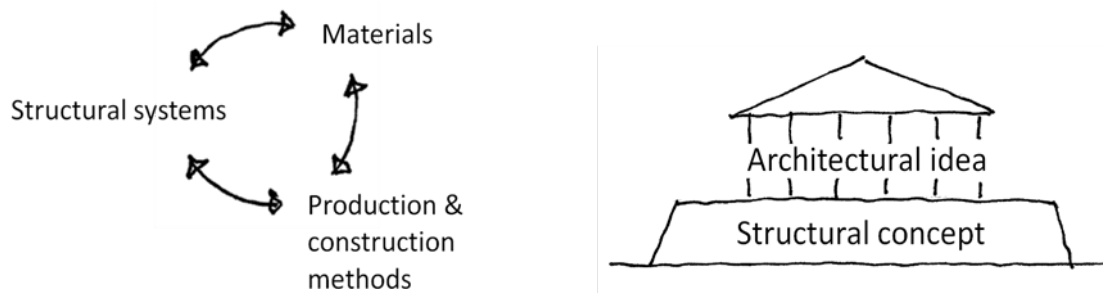 Materials
Structural systems
Production &
construction
methods
Architectural idea
Structural concept